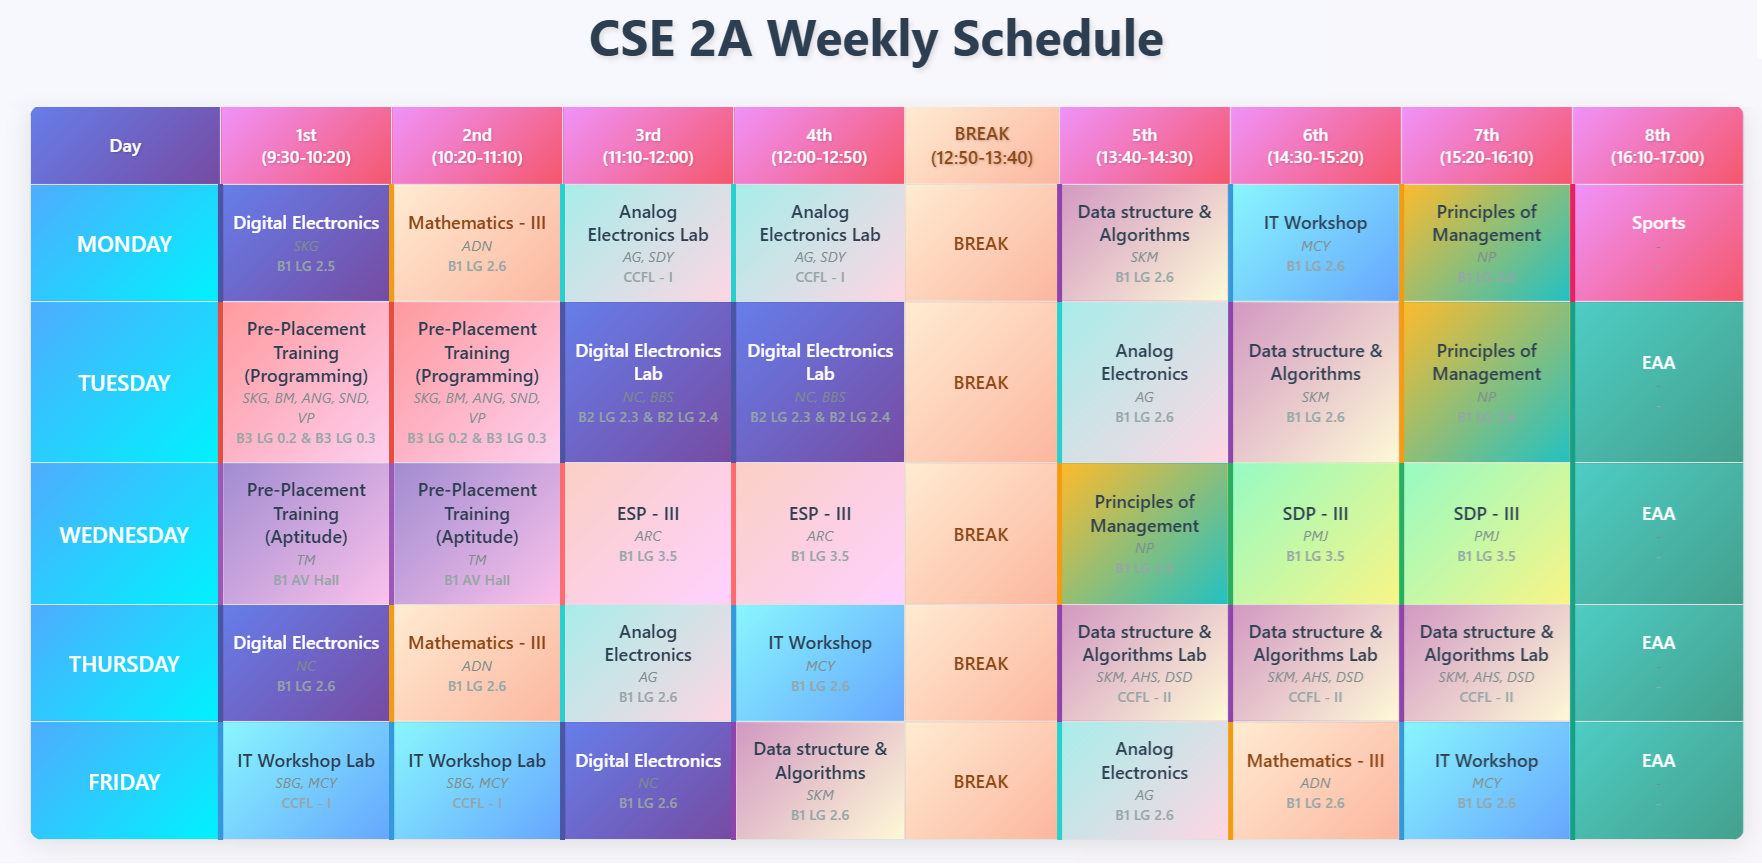 CSE 2A Weekly Schedule
Day
1st
(9:30-10:20)
2nd
(10:20-11:10)
3rd
(11:10-12:00)
4th
(12:00-12:50)
BREAK
(12:50-13:40)
5th
(13:40-14:30)
6th
(14:30-15:20)
7th
(15:20-16:10)
8th
(16:10-17:00)
MONDAY
Digital Electronics
SKG
B1 LG 2.5
Mathematics - III
ADN
B1 LG 2.6
Analog
Electronics Lab
AG, SDY
CCFL - I
Analog
Electronics Lab
AG, SDY
CCFL - I
BREAK
Data structure &
Algorithms
SKM
B1 LG 2.6
IT Workshop
MCY
B1 LG 2.6
Principles of
Management
NP
B1 LG
Sports
-
TUESDAY
Pre-Placement
Training
(Programming)
SKG, BM, ANG, SND,
VP
B3 LG 0.2 & B3 LG 0.3
Pre-Placement
Training
(Programming)
SKG, BM, ANG, SND,
VP
B3 LG 0.2 & B3 LG 0.3
Digital Electronics
Lab
NC, BBS
B2 LG 2.3 & B2 LG 2.4
Digital Electronics
Lab
NC, BBS
B2 LG 2.3 & B2 LG 2.4
BREAK
Analog
Electronics
AG
B1 LG 2.6
Data structure &
Algorithms
SKM
B1 LG 2.6
Principles of
Management
NP
B1 LG
EAA
-
-
WEDNESDAY
Pre-Placement
Training
(Aptitude)
TM
B1 AV Hall
Pre-Placement
Training
(Aptitude)
TM
B1 AV Hall
ESP - III
ARC
B1 LG 3.5
ESP - III
ARC
B1 LG 3.5
BREAK
Principles of
Management
NP
SDP - III
PMJ
B1 LG 3.5
SDP - III
PMJ
B1 LG 3.5
EAA
-
-
THURSDAY
Digital Electronics
NC
B1 LG 2.6
Mathematics - III
ADN
B1 LG 2.6
Analog
Electronics
AG
B1 LG 2.6
IT Workshop
MCY
B1 LG 2.6
BREAK
Data structure &
Algorithms Lab
SKM, AHS, DSD
CCFL - II
Data structure &
Algorithms Lab
SKM, AHS, DSD
CCFL - II
Data structure &
Algorithms Lab
SKM, AHS, DSD
CCFL - II
EAA
-
-
FRIDAY
IT Workshop Lab
SBG, MCY
CCFL - I
IT Workshop Lab
SBG, MCY
CCFL - I
Digital Electronics
NC
B1 LG 2.6
Data structure &
Algorithms
SKM
B1 LG 2.6
BREAK
Analog
Electronics
AG
B1 LG 2.6
Mathematics - III
ADN
B1 LG 2.6
IT Workshop
MCY
B1 LG 2.6
EAA
-
-